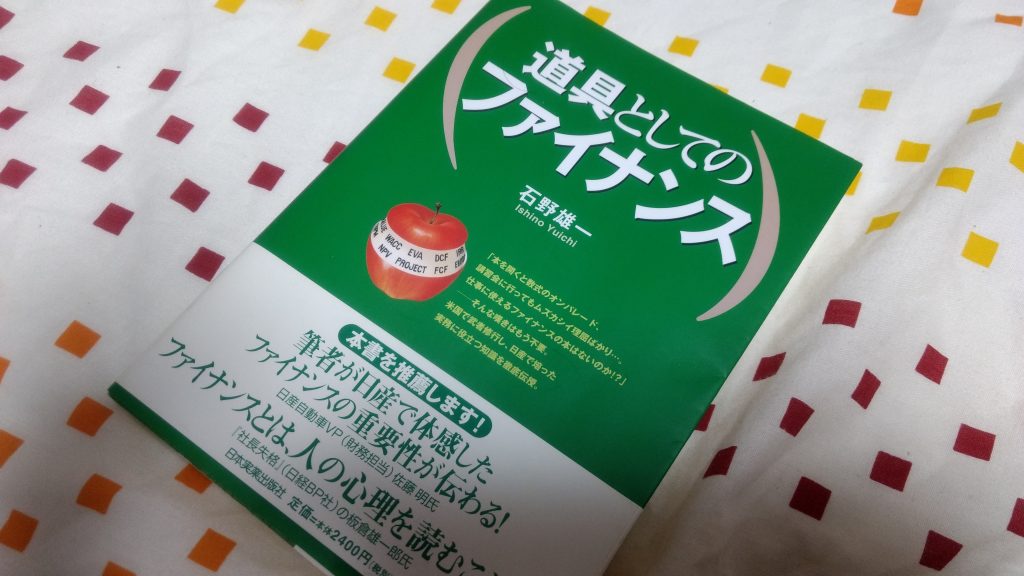 道具としての
ファイナンス
石野雄一
Ishino Yuichi
WACC EVA DCF
NPV PROJECT FCF
「本を開くと数式のオンパレード、
講習会に行ってもムズカシイ理屈ばかり…。
仕事に使えるファイナンスの本はないのか!?」
―そんな嘆きはもう不要。
米国で武者修行し、日産で培った
実務に役立つ知識を徹底伝授。
本書を推薦します!
筆者が日産で体感した
ファイナンスの重要性が伝わる!
日産自動車VP(財務担当)佐藤 明氏
ファイナンスとは、人の心理を読むこ
『社長失格』(日経BP社)の板倉雄一郎氏
日本実業出版社 定価=本体2400円(税別